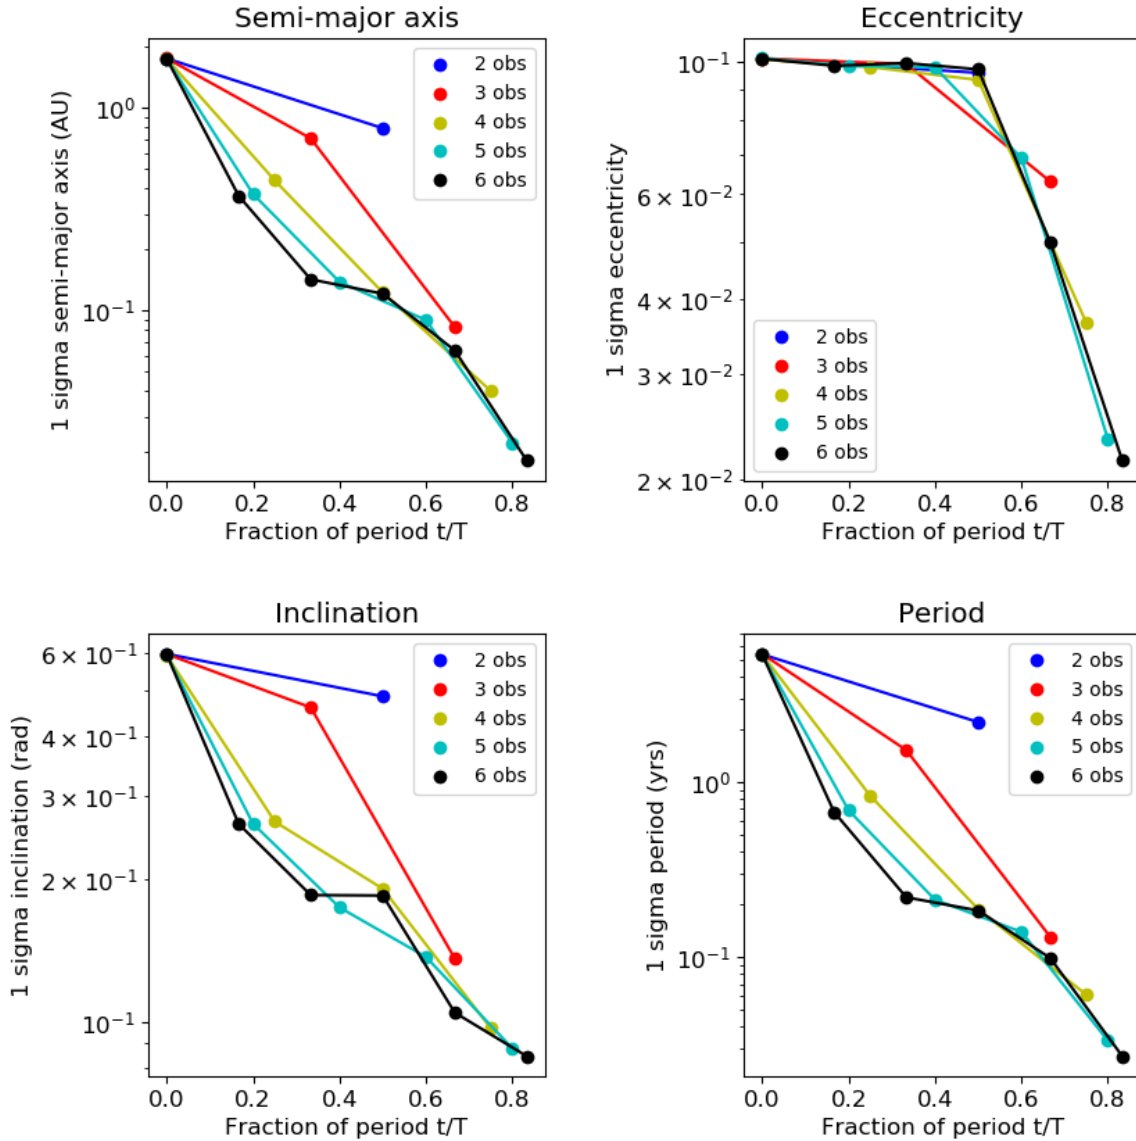 Semi-major axis
1 sigma semi-major axis (AU)
10⁰
10⁻¹
2 obs
3 obs
4 obs
5 obs
6 obs
0.0 0.2 0.4 0.6 0.8
Fraction of period t/T
Eccentricity
1 sigma eccentricity
10⁻¹
6 × 10⁻²
4 × 10⁻²
3 × 10⁻²
2 × 10⁻²
2 obs
3 obs
4 obs
5 obs
6 obs
0.0 0.2 0.4 0.6 0.8
Fraction of period t/T
Inclination
1 sigma inclination (rad)
6 × 10⁻¹
4 × 10⁻¹
3 × 10⁻¹
2 × 10⁻¹
10⁻¹
2 obs
3 obs
4 obs
5 obs
6 obs
0.0 0.2 0.4 0.6 0.8
Fraction of period t/T
Period
1 sigma period (yrs)
10⁰
10⁻¹
2 obs
3 obs
4 obs
5 obs
6 obs
0.0 0.2 0.4 0.6 0.8
Fraction of period t/T